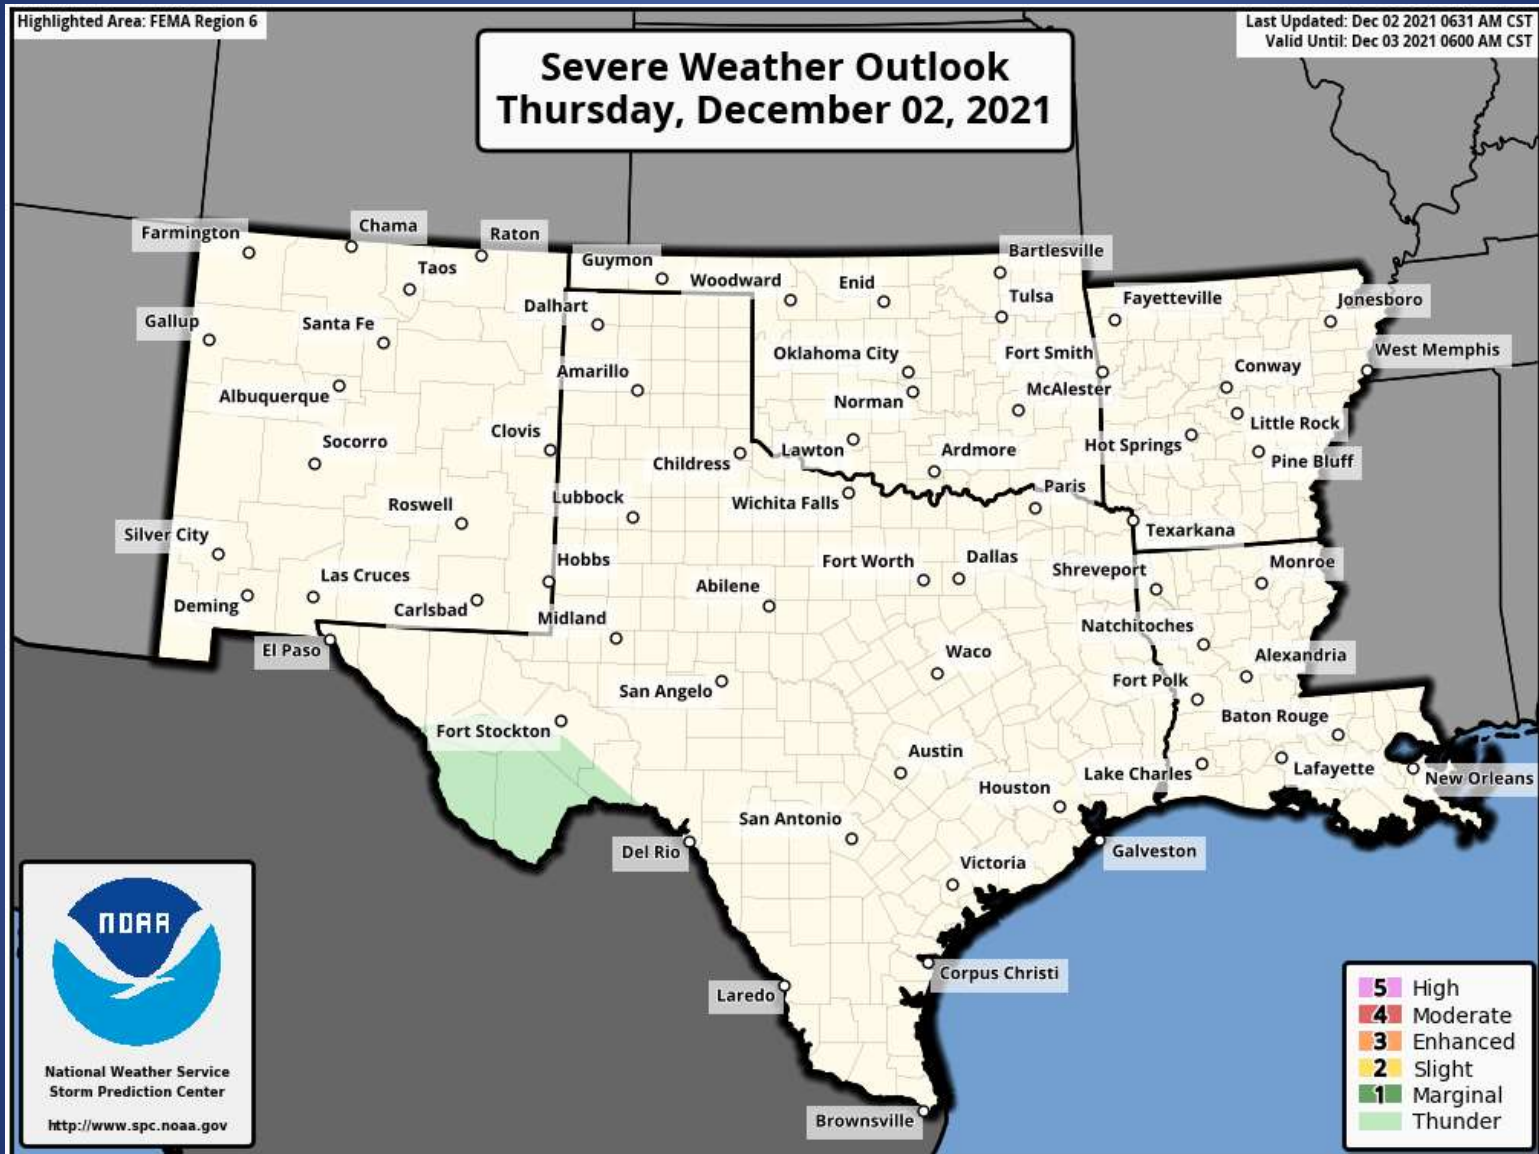 Highlighted Area: FEMA Region 6
Last Updated: Dec 02 2021 0631 AM CST
Valid Until: Dec 03 2021 0600 AM CST
Severe Weather Outlook
Thursday, December 02, 2021
Farmington
Chama
Raton
Taos
Guymon
Woodward
Enid
Bartlesville
Tulsa
Fayetteville
Jonesboro
Gallup
Santa Fe
Dalhart
Oklahoma City
Fort Smith
West Memphis
Albuquerque
Amarillo
Norman
McAlester
Conway
Little Rock
Socorro
Clovis
Childress
Lawton
Ardmore
Hot Springs
Pine Bluff
Roswell
Lubbock
Wichita Falls
Paris
Texarkana
Silver City
Las Cruces
Hobbs
Abilene
Fort Worth
Dallas
Shreveport
Monroe
Deming
Carlsbad
Midland
Natchitoches
El Paso
San Angelo
Waco
Fort Polk
Alexandria
Fort Stockton
Austin
Baton Rouge
Houston
Lake Charles
Lafayette
New Orleans
San Antonio
Del Rio
Victoria
Galveston
Laredo
Corpus Christi
Brownsville
NOAA
National Weather Service
Storm Prediction Center
http://www.spc.noaa.gov
5 High
4 Moderate
3 Enhanced
2 Slight
1 Marginal
Thunder